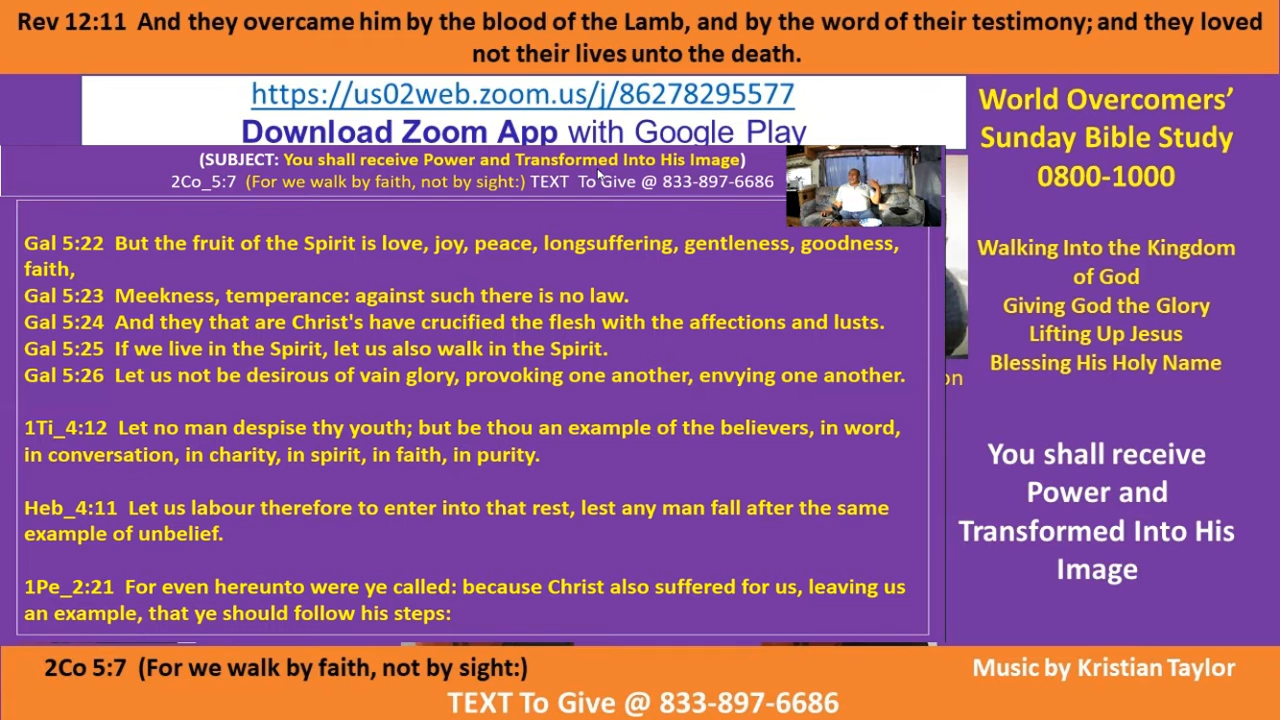 Rev 12:11  And they overcame him by the blood of the Lamb, and by the word of their testimony; and they loved
not their lives unto the death.
https://us02web.zoom.us/j/86278295577
Download Zoom App with Google Play
(SUBJECT: You shall receive Power and Transformed Into His Image)
2Co_5:7  (For we walk by faith, not by sight:) TEXT  To Give @ 833-897-6686
Gal 5:22  But the fruit of the Spirit is love, joy, peace, longsuffering, gentleness, goodness,
faith,
Gal 5:23  Meekness, temperance: against such there is no law.
Gal 5:24  And they that are Christ's have crucified the flesh with the affections and lusts.
Gal 5:25  If we live in the Spirit, let us also walk in the Spirit.
Gal 5:26  Let us not be desirous of vain glory, provoking one another, envying one another.
1Ti_4:12  Let no man despise thy youth; but be thou an example of the believers, in word,
in conversation, in charity, in spirit, in faith, in purity.
Heb_4:11  Let us labour therefore to enter into that rest, lest any man fall after the same
example of unbelief.
1Pe_2:21  For even hereunto were ye called: because Christ also suffered for us, leaving us
an example, that ye should follow his steps:
World Overcomers’
Sunday Bible Study
0800-1000
Walking Into the Kingdom
of God
Giving God the Glory
Lifting Up Jesus
Blessing His Holy Name
on
You shall receive
Power and
Transformed Into His
Image
2Co 5:7  (For we walk by faith, not by sight:)
Music by Kristian Taylor
TEXT To Give @ 833-897-6686